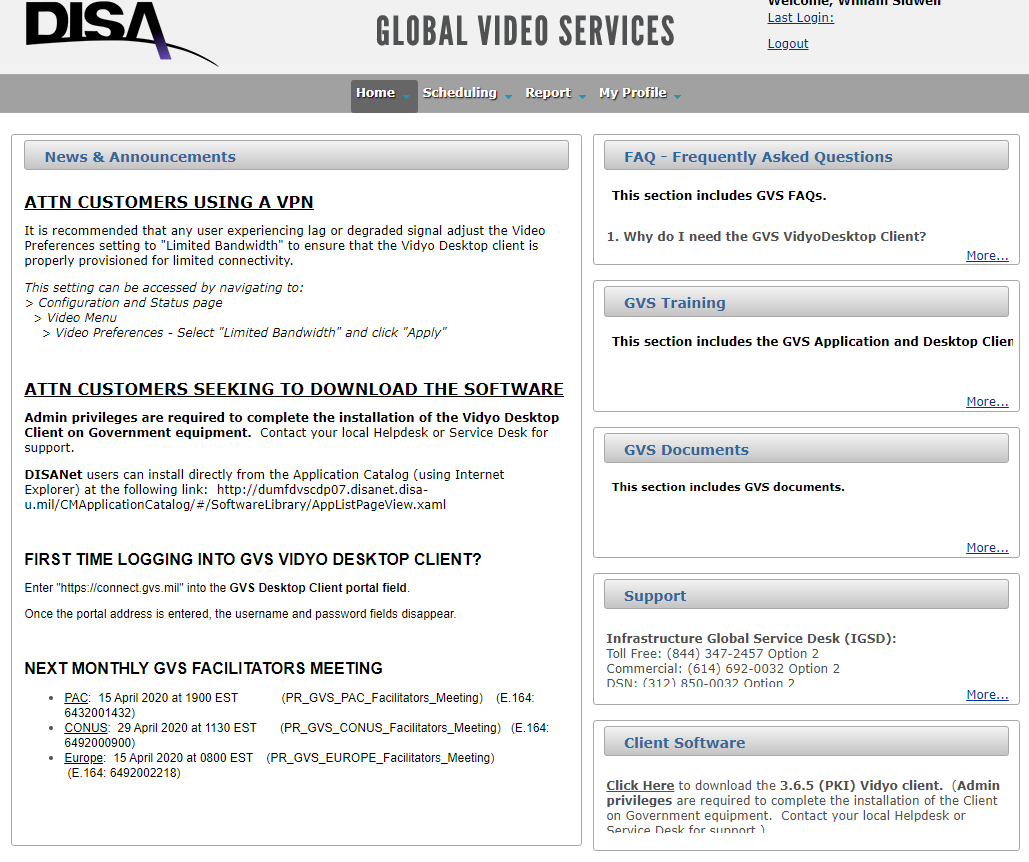 DISA
GLOBAL VIDEO SERVICES
Welcome, William Sidwell
Last Login:
Logout
Home
Scheduling
Report
My Profile
News & Announcements
ATTN CUSTOMERS USING A VPN
It is recommended that any user experiencing lag or degraded signal adjust the Video
Preferences setting to "Limited Bandwidth" to ensure that the Vidyo Desktop client is
properly provisioned for limited connectivity.
This setting can be accessed by navigating to:
> Configuration and Status page
> Video Menu
> Video Preferences - Select "Limited Bandwidth" and click "Apply"
ATTN CUSTOMERS SEEKING TO DOWNLOAD THE SOFTWARE
Admin privileges are required to complete the installation of the Vidyo Desktop
Client on Government equipment.  Contact your local Helpdesk or Service Desk for
support.
DISANet users can install directly from the Application Catalog (using Internet
Explorer) at the following link:  http://dumfdvscdp07.disanet.disa-
u.mil/CMApplicationCatalog/#/SoftwareLibrary/AppListPageView.xaml
FIRST TIME LOGGING INTO GVS VIDYO DESKTOP CLIENT?
Enter "https://connect.gvs.mil" into the GVS Desktop Client portal field.
Once the portal address is entered, the username and password fields disappear.
NEXT MONTHLY GVS FACILITATORS MEETING
• PAC:  15 April 2020 at 1900 EST (PR_GVS_PAC_Facilitators_Meeting) (E.164:
6432001432)
• CONUS:  29 April 2020 at 1130 EST (PR_GVS_CONUS_Facilitators_Meeting) (E.164:
6492000900)
• Europe:  15 April 2020 at 0800 EST (PR_GVS_EUROPE_Facilitators_Meeting)
(E.164: 6492002218)
FAQ - Frequently Asked Questions
This section includes GVS FAQs.
1. Why do I need the GVS VidyoDesktop Client?
More...
GVS Training
This section includes the GVS Application and Desktop Clien
More...
GVS Documents
This section includes GVS documents.
More...
Support
Infrastructure Global Service Desk (IGSD):
Toll Free: (844) 347-2457 Option 2
Commercial: (614) 692-0032 Option 2
DSN: (312) 850-0032 Option 2
More...
Client Software
Click Here to download the 3.6.5 (PKI) Vidyo client.  (Admin
privileges are required to complete the installation of the Client
on Government equipment.  Contact your local Helpdesk or
Service Desk for support.)